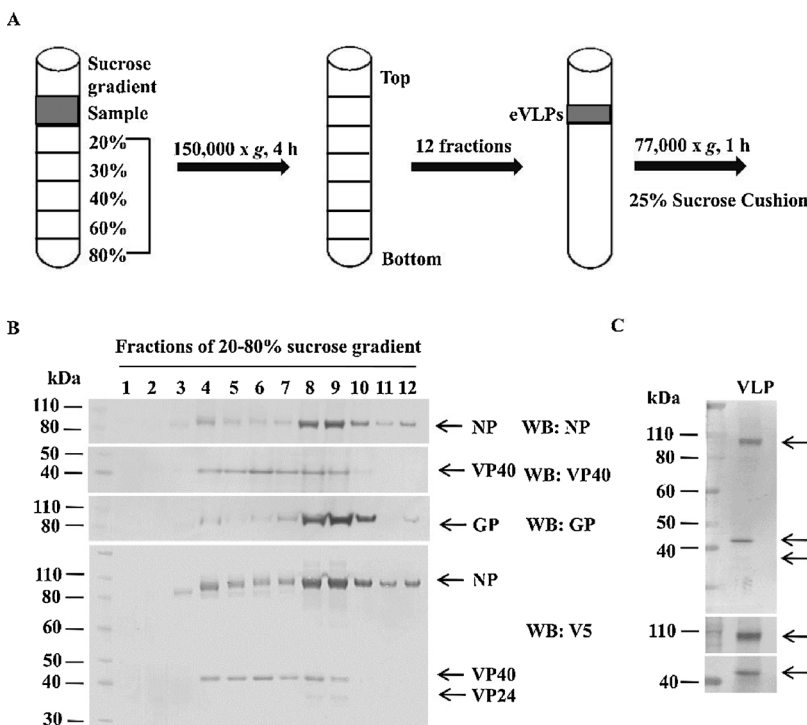 A
Sucrose
gradient
Sample
20%
30%
40%
60%
80%
150,000 x g, 4 h
Top
Bottom
12 fractions
eVLPs
77,000 x g, 1 h
25% Sucrose Cushion
B
Fractions of 20-80% sucrose gradient
kDa
1 2 3 4 5 6 7 8 9 10 11 12
110
80
NP WB: NP
50
40
VP40 WB: VP40
110
80
GP WB: GP
110
80
60
50
40
30
NP
WB: V5
VP40
VP24
C
VLP
kDa
110
80
60
50
40
110
40